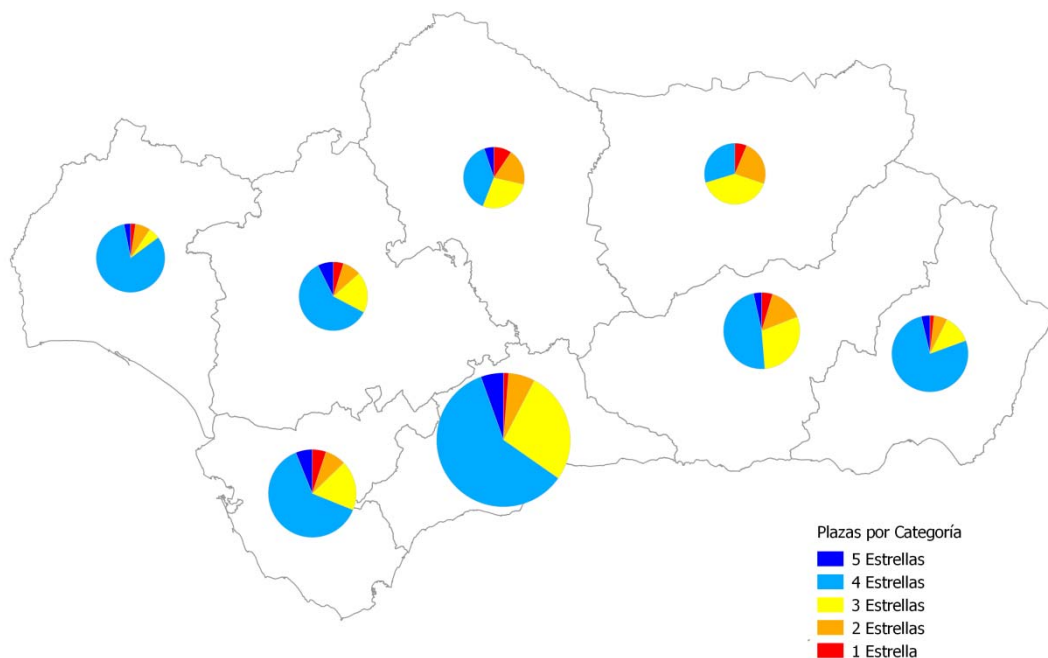 Plazas por Categoría
5 Estrellas
4 Estrellas
3 Estrellas
2 Estrellas
1 Estrella